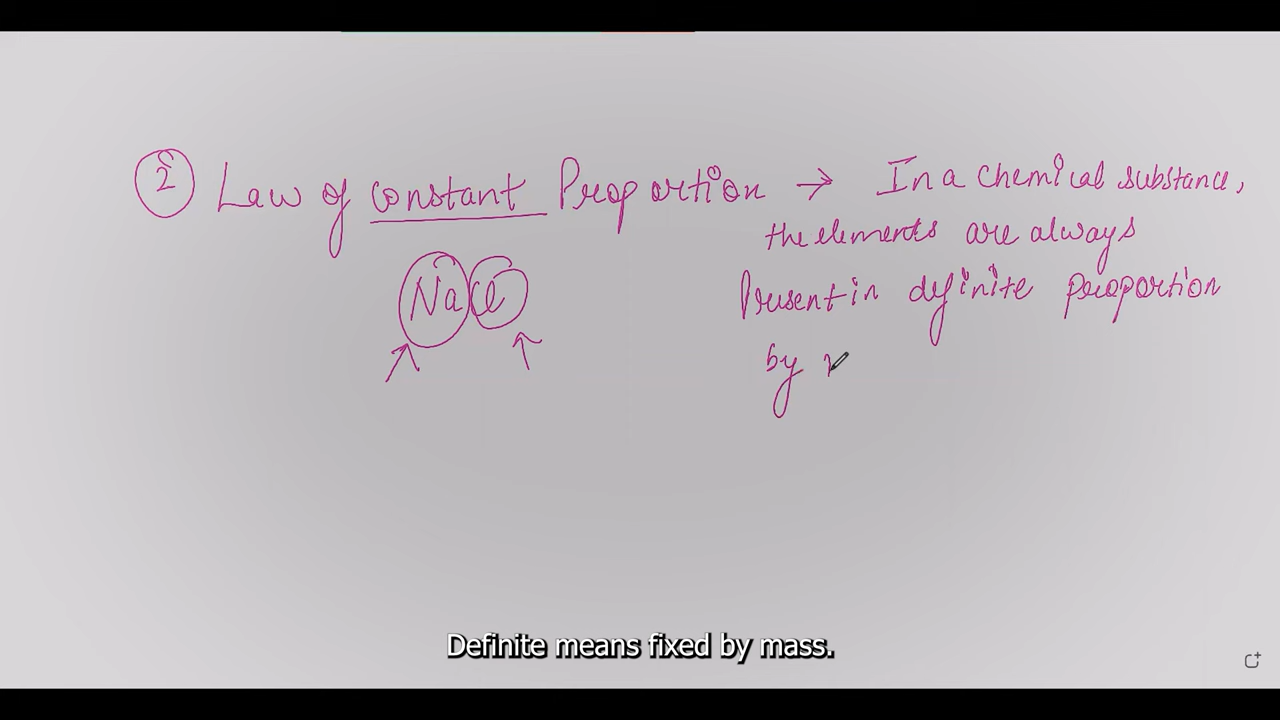 2 Law of constant Proportion → In a chemical substance,
the elements are always
Present in definite proportion
by
NaCl
Definite means fixed by mass.